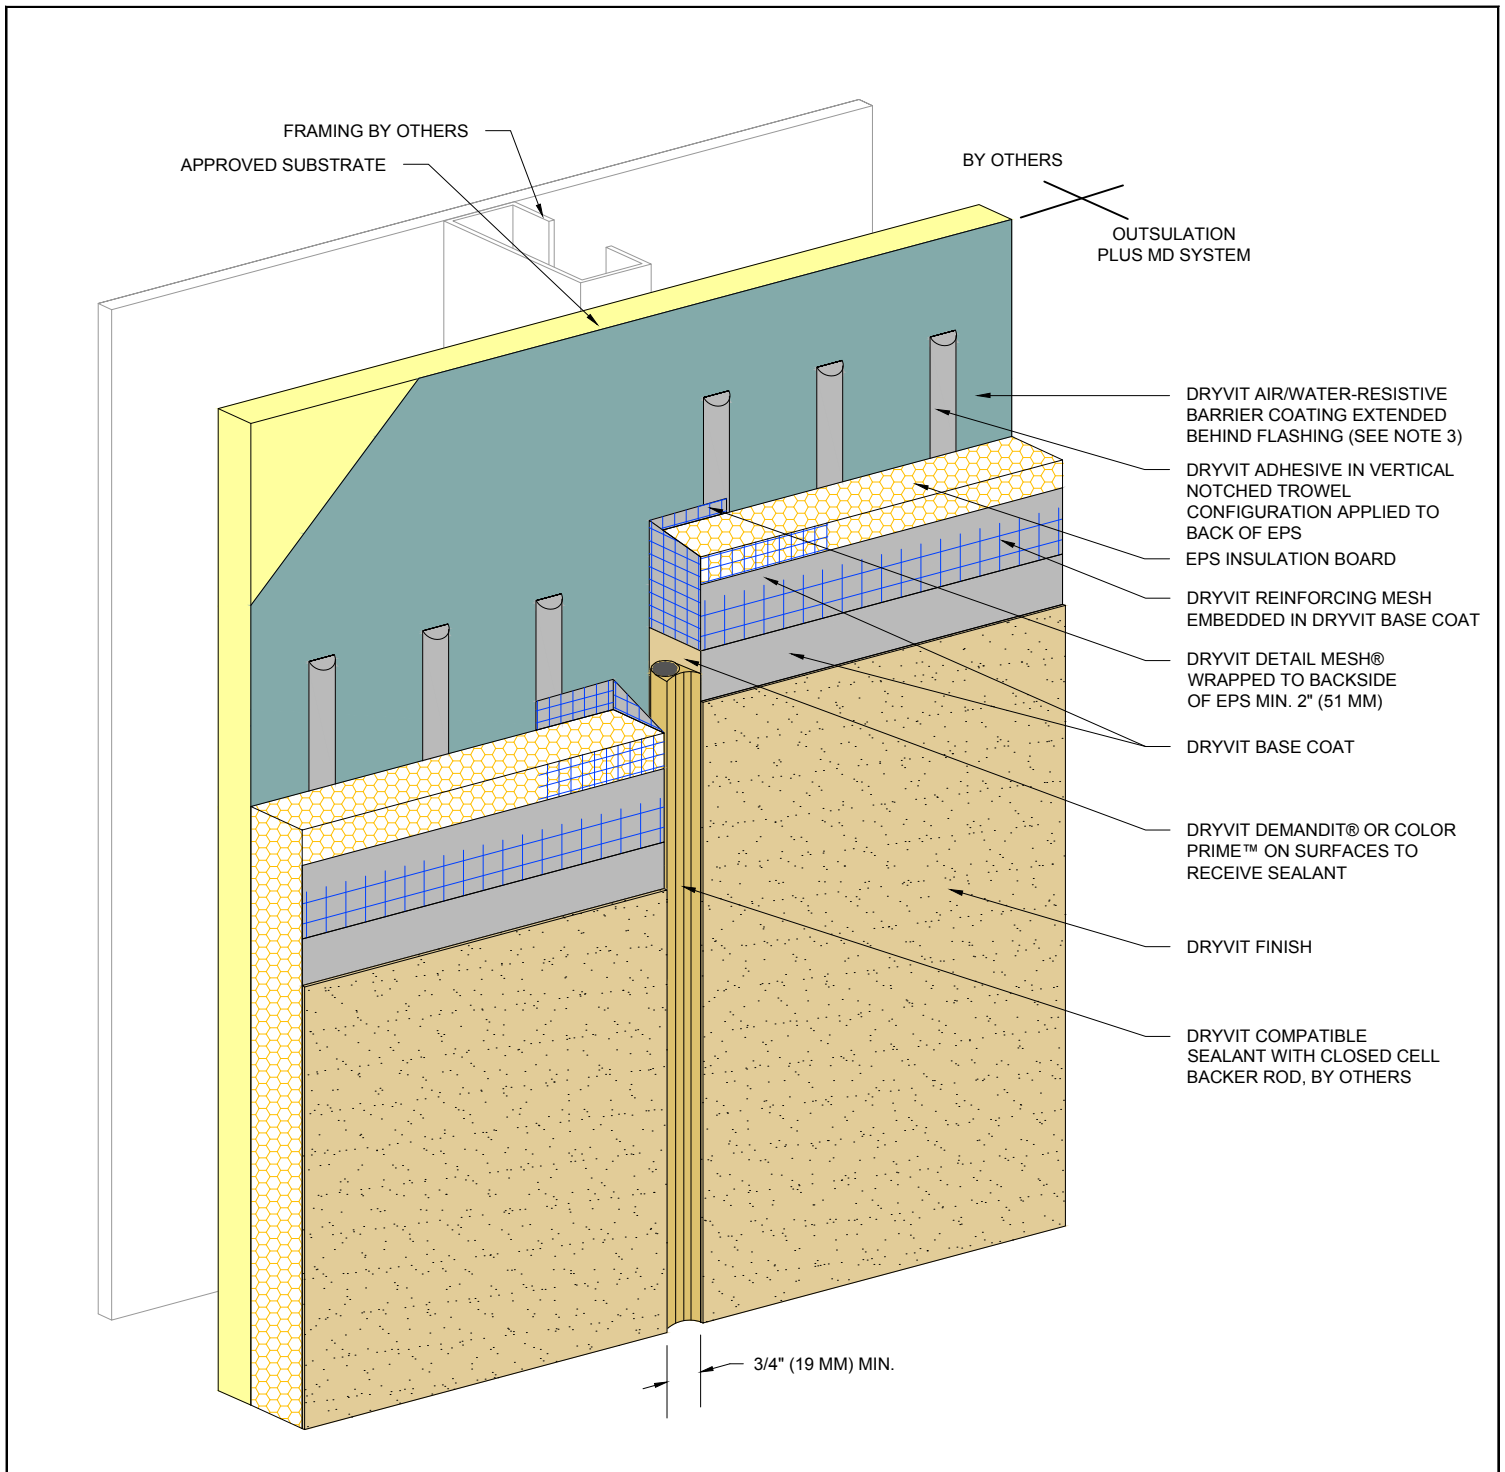 FRAMING BY OTHERS
APPROVED SUBSTRATE
BY OTHERS
OUTSULATION
PLUS MD SYSTEM
DRYVIT AIR/WATER-RESISTIVE
BARRIER COATING EXTENDED
BEHIND FLASHING (SEE NOTE 3)
DRYVIT ADHESIVE IN VERTICAL
NOTCHED TROWEL
CONFIGURATION APPLIED TO
BACK OF EPS
EPS INSULATION BOARD
DRYVIT REINFORCING MESH
EMBEDDED IN DRYVIT BASE COAT
DRYVIT DETAIL MESH®
WRAPPED TO BACKSIDE
OF EPS MIN. 2" (51 MM)
DRYVIT BASE COAT
DRYVIT DEMANDIT® OR COLOR
PRIME™ ON SURFACES TO
RECEIVE SEALANT
DRYVIT FINISH
DRYVIT COMPATIBLE
SEALANT WITH CLOSED CELL
BACKER ROD, BY OTHERS
3/4" (19 MM) MIN.